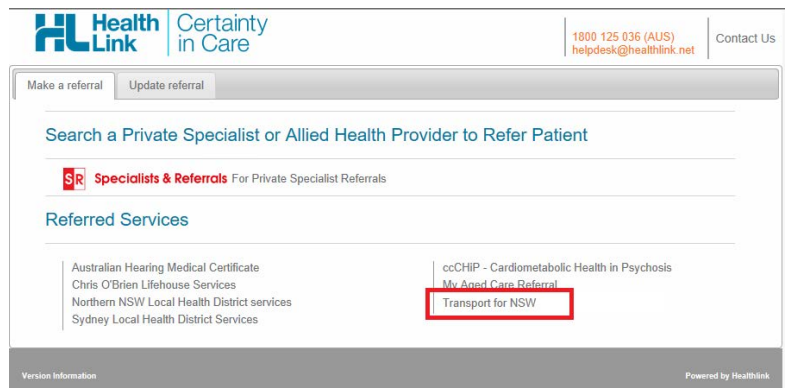 HL Health Link Certainty in Care
1800 125 036 (AUS)
helpdesk@healthlink.net
Contact Us
Make a referral
Update referral
Search a Private Specialist or Allied Health Provider to Refer Patient
SR Specialists & Referrals For Private Specialist Referrals
Referred Services
Australian Hearing Medical Certificate
Chris O'Brien Lifehouse Services
Northern NSW Local Health District services
Sydney Local Health District Services
ccCHiP - Cardiometabolic Health in Psychosis
My Aged Care Referral
Transport for NSW
Version Information
Powered by Healthlink